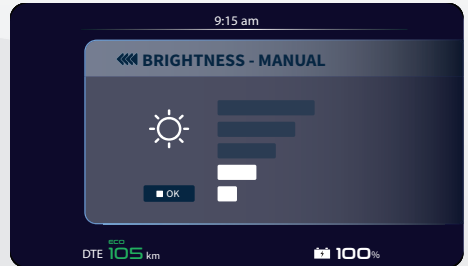 9:15 am
BRIGHTNESS - MANUAL
OK
ECO
DTE 105 km
100%